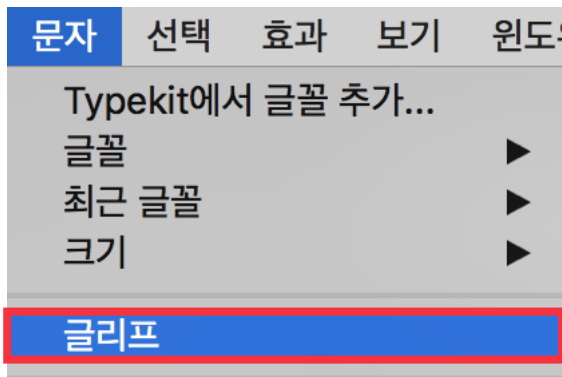 문자 선택 효과 보기 윈도우
Typekit에서 글꼴 추가...
글꼴
최근 글꼴
크기
글리프